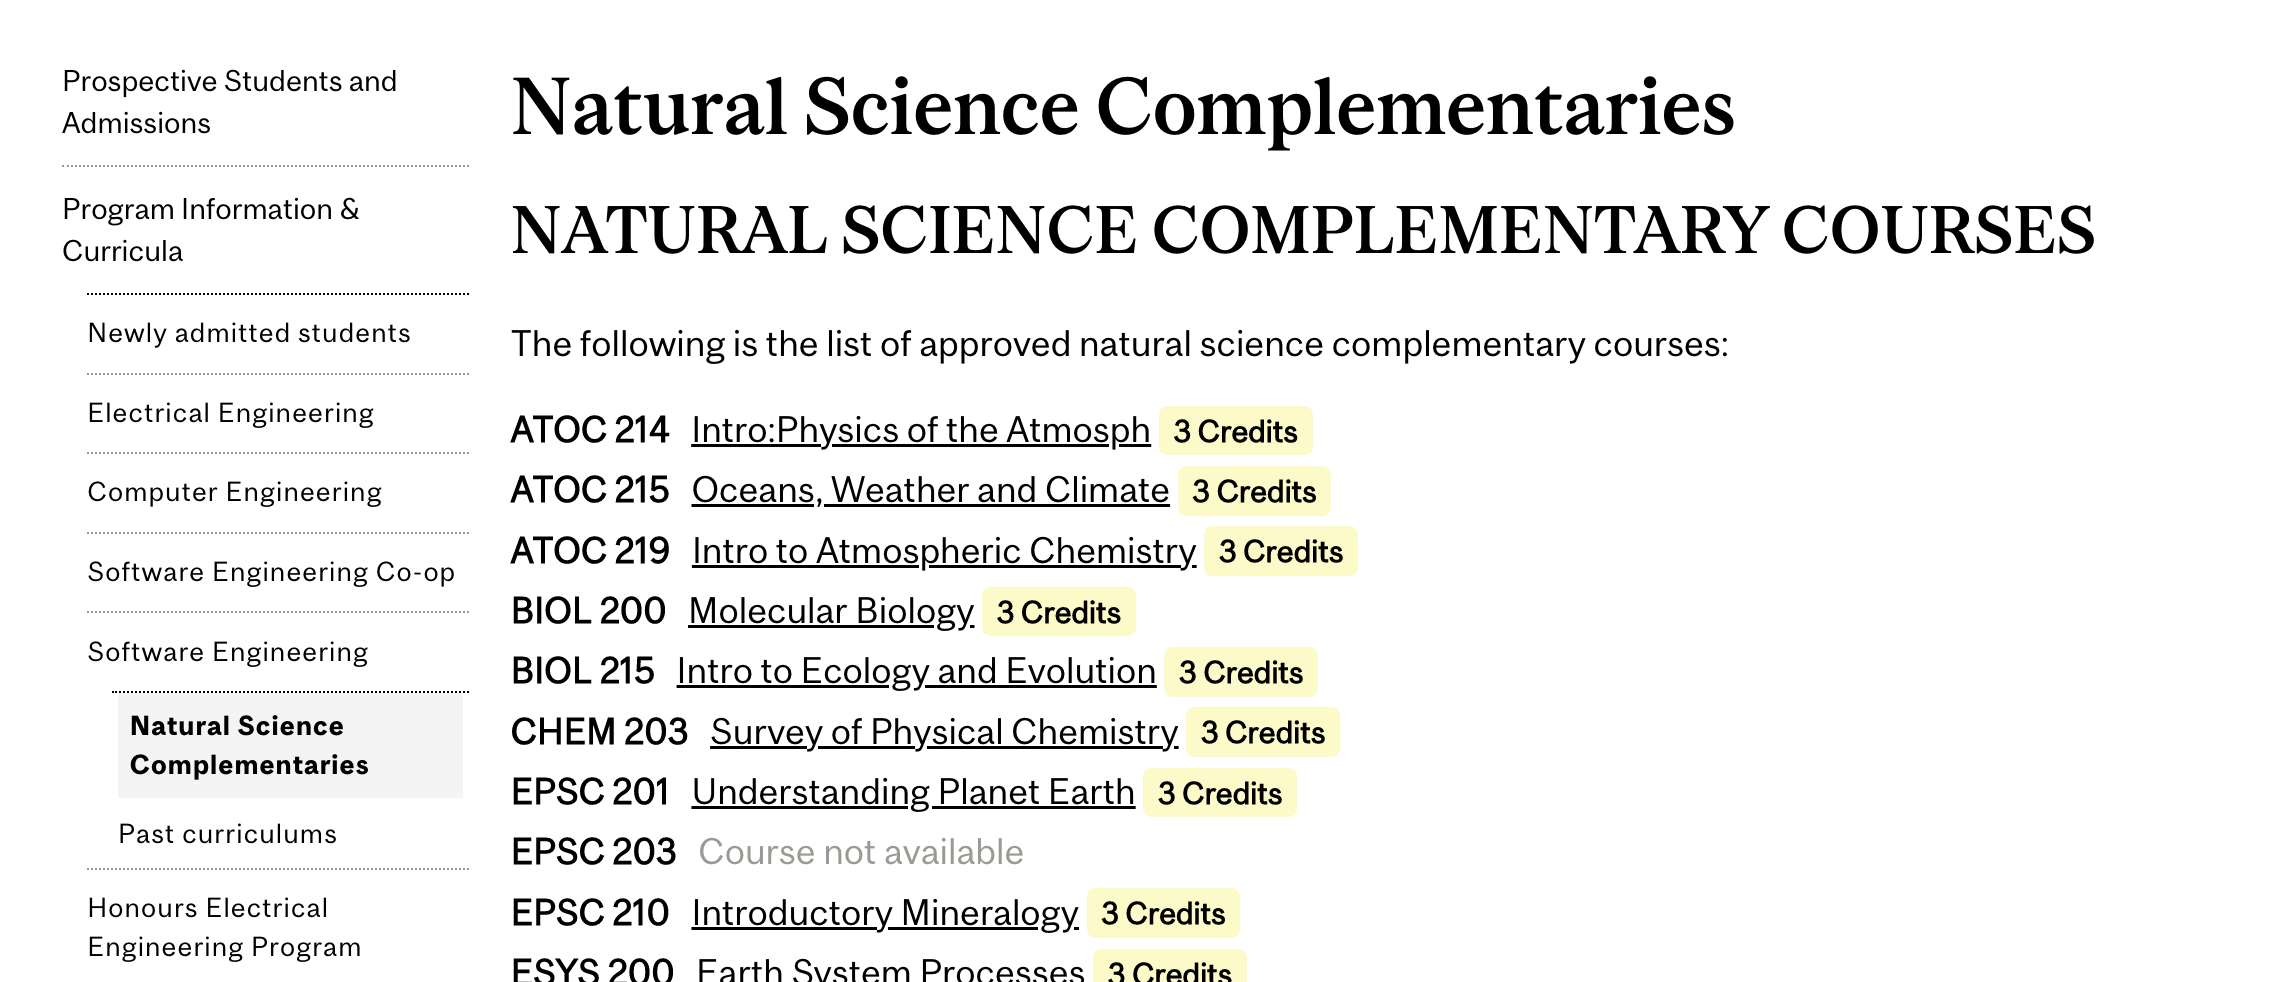 Prospective Students and
Admissions
Program Information &
Curricula
Newly admitted students
Electrical Engineering
Computer Engineering
Software Engineering Co-op
Software Engineering
Natural Science
Complementaries
Past curriculums
Honours Electrical
Engineering Program
Natural Science Complementaries
NATURAL SCIENCE COMPLEMENTARY COURSES
The following is the list of approved natural science complementary courses:
ATOC 214 Intro:Physics of the Atmosph 3 Credits
ATOC 215 Oceans, Weather and Climate 3 Credits
ATOC 219 Intro to Atmospheric Chemistry 3 Credits
BIOL 200 Molecular Biology 3 Credits
BIOL 215 Intro to Ecology and Evolution 3 Credits
CHEM 203 Survey of Physical Chemistry 3 Credits
EPSC 201 Understanding Planet Earth 3 Credits
EPSC 203 Course not available
EPSC 210 Introductory Mineralogy 3 Credits
ESYS 200 Earth System Processes 3 Credits